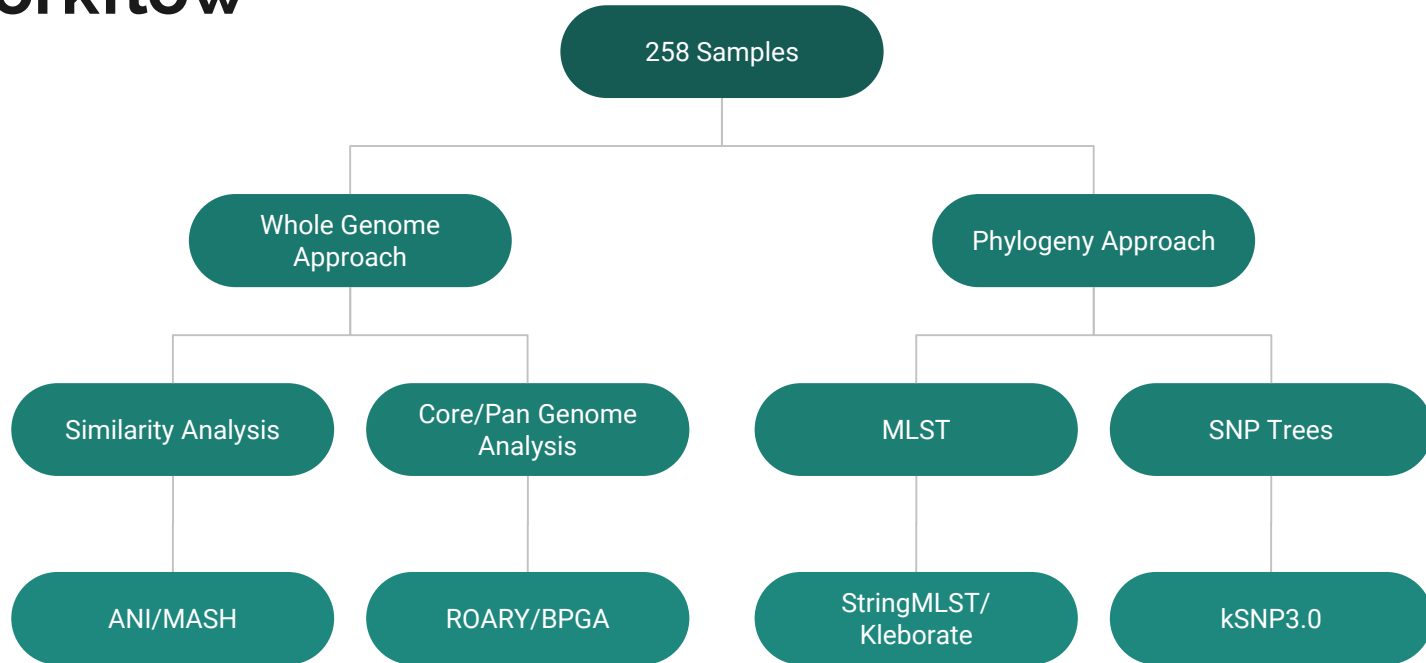 258 Samples
Whole Genome
Approach
Phylogeny Approach
Similarity Analysis
Core/Pan Genome
Analysis
MLST
SNP Trees
ANI/MASH
ROARY/BPGA
StringMLST/
Kleborate
kSNP3.0